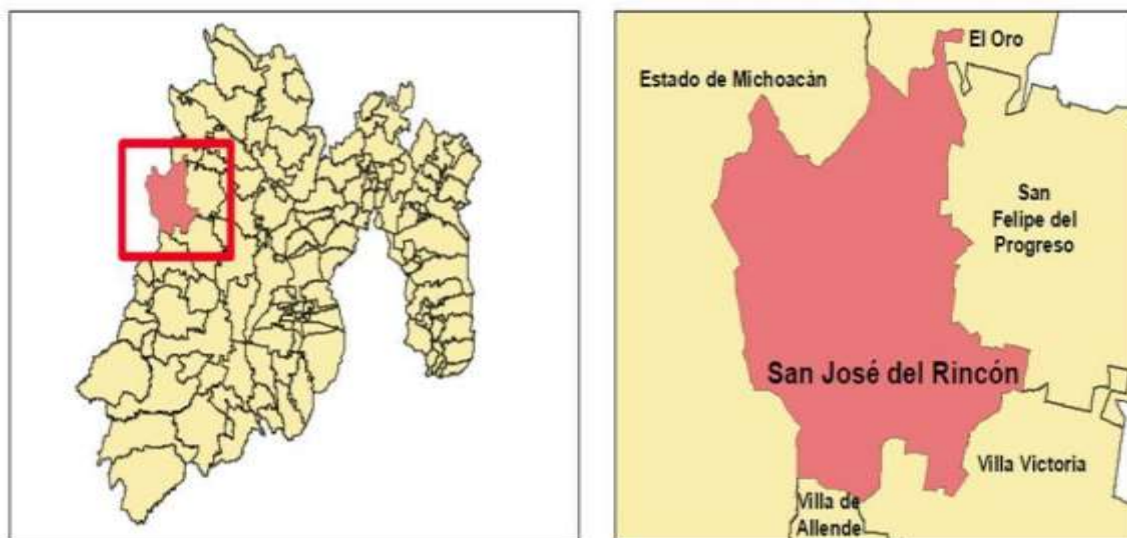 El Oro
Estado de Michoacán
San
Felipe del
Progreso
San José del Rincón
Villa Victoria
Villa de
Allende